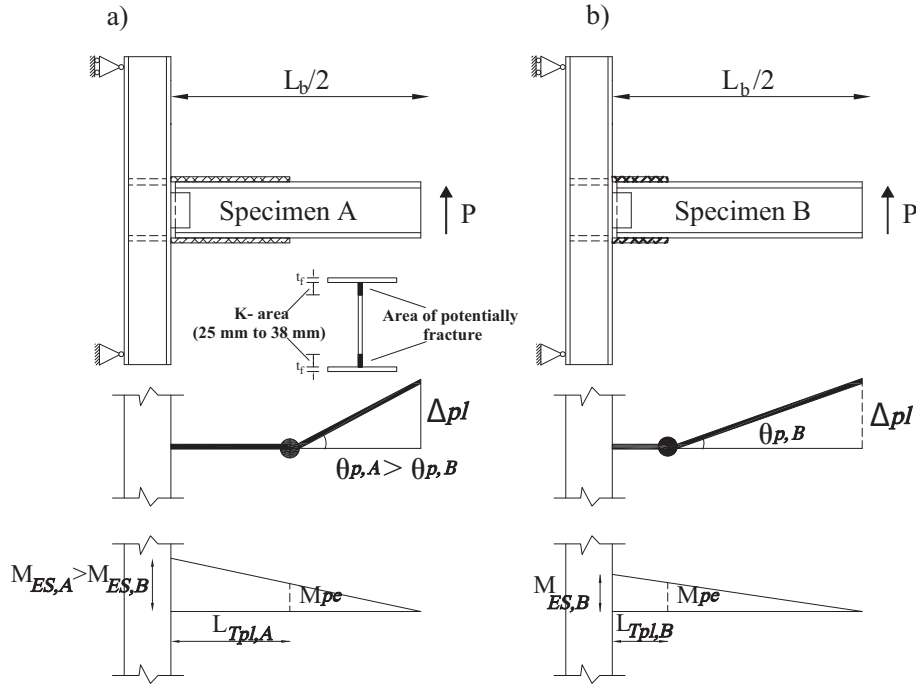 a)
b)
L_b/2
L_b/2
Specimen A
P
Specimen B
P
t_f
K- area
(25 mm to 38 mm)
t_f
Area of potentially
fracture
Δpl
θp,A > θp,B
θp,B
Δpl
M_ES,A>M_ES,B
Mpe
L_Tpl,A
M_ES,B
Mpe
L_Tpl,B